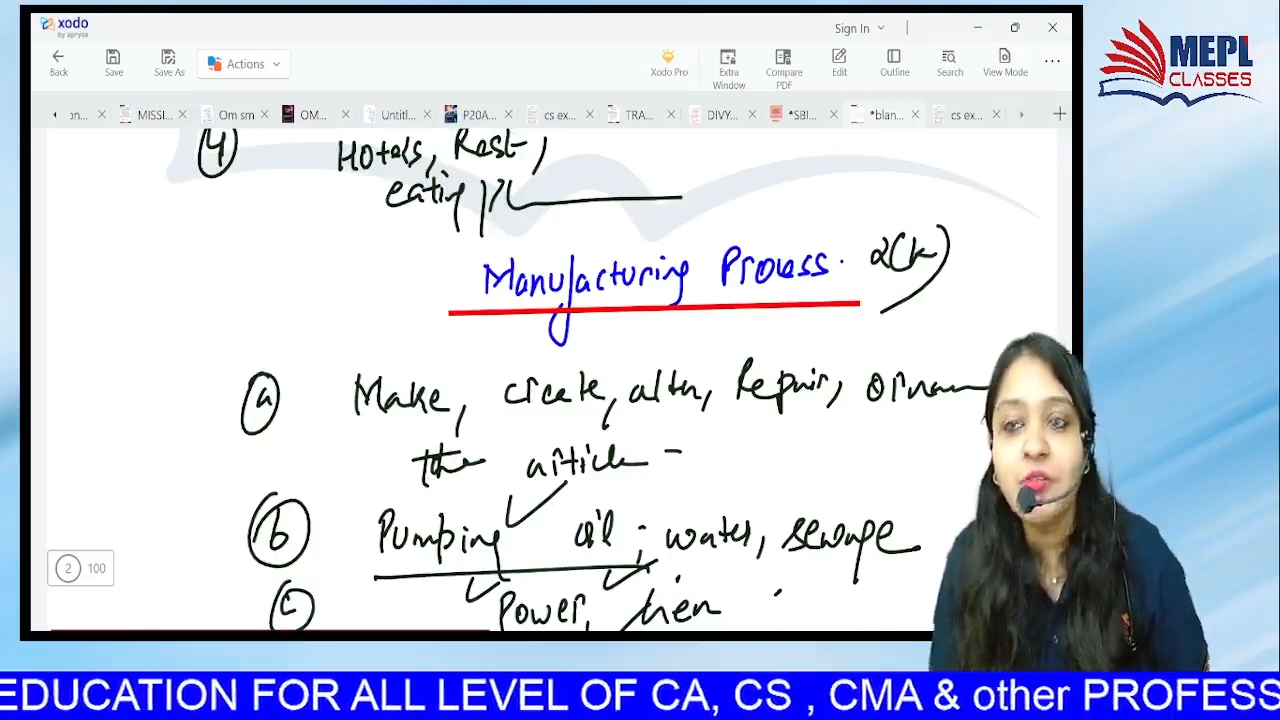 xodo
by apryse
Sign In
Back
Save
Save As
Actions
Xodo Pro
Extra Window
Compare PDF
Edit
Outline
Search
View Mode
MISSI
Om sm
OM...
Untitl...
P20A...
cs ex...
TRA...
DIVY...
*SBI...
*blan...
cs ex...
MEPL
CLASSES
4 Hotels, Rest,
eating
Manufacturing Process. 2(k)
a Make, create, alter, Repair,
the article -
b Pumping oil, water, sewage
c Power,
2 100
EDUCATION FOR ALL LEVEL OF CA, CS , CMA & other PROFESS